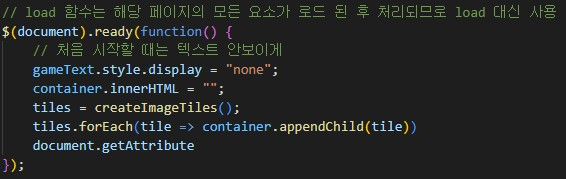 // load 함수는 해당 페이지의 모든 요소가 로드 된 후 처리되므로 load 대신 사용
$(document).ready(function() {
    // 처음 시작할 때는 텍스트 안보이게
    gameText.style.display = "none";
    container.innerHTML = "";
    tiles = createImageTiles();
    tiles.forEach(tile => container.appendChild(tile))
    document.getAttribute
});